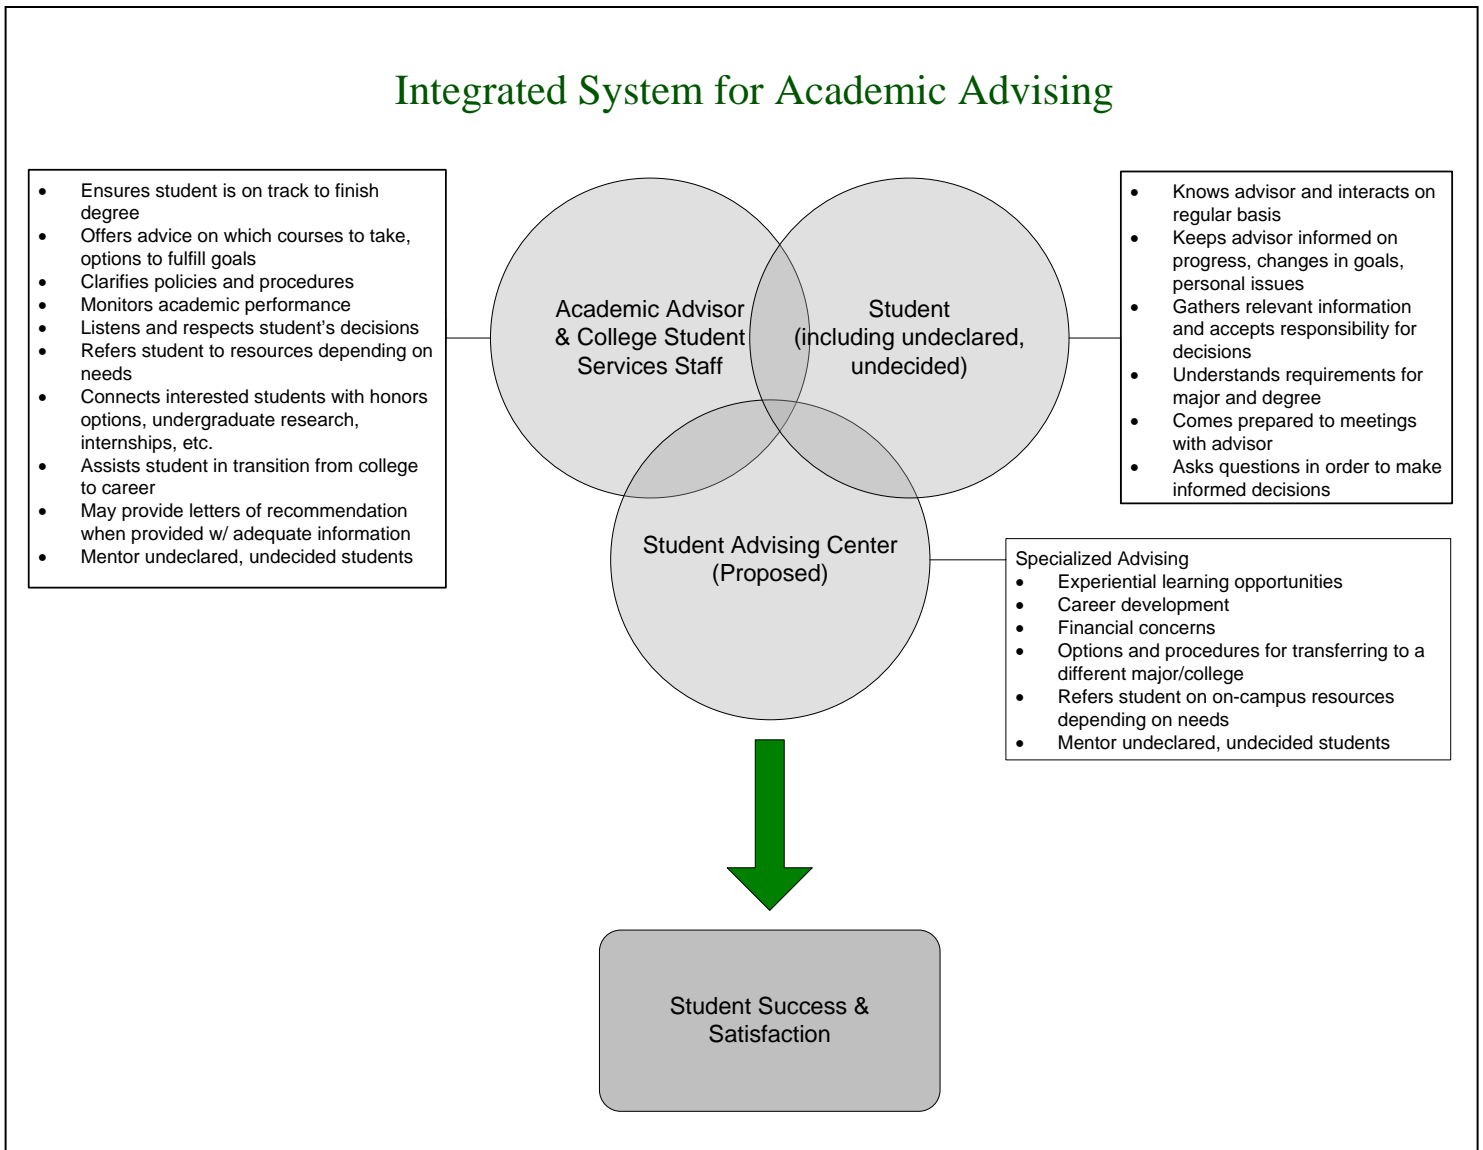 Integrated System for Academic Advising
• Ensures student is on track to finish
degree
• Offers advice on which courses to take,
options to fulfill goals
• Clarifies policies and procedures
• Monitors academic performance
• Listens and respects student's decisions
• Refers student to resources depending on
needs
• Connects interested students with honors
options, undergraduate research,
internships, etc.
• Assists student in transition from college
to career
• May provide letters of recommendation
when provided w/ adequate information
• Mentor undeclared, undecided students
Academic Advisor
& College Student
Services Staff
Student
(including undeclared,
undecided)
• Knows advisor and interacts on
regular basis
• Keeps advisor informed on
progress, changes in goals,
personal issues
• Gathers relevant information
and accepts responsibility for
decisions
• Understands requirements for
major and degree
• Comes prepared to meetings
with advisor
• Asks questions in order to make
informed decisions
Student Advising Center
(Proposed)
Specialized Advising
• Experiential learning opportunities
• Career development
• Financial concerns
• Options and procedures for transferring to a
different major/college
• Refers student on on-campus resources
depending on needs
• Mentor undeclared, undecided students
Student Success &
Satisfaction